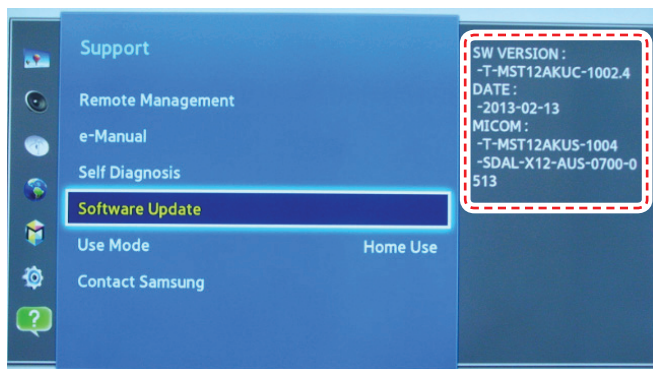 Support
Remote Management
e-Manual
Self Diagnosis
Software Update
Use Mode Home Use
Contact Samsung
SW VERSION :
-T-MST12AKUC-1002.4
DATE :
-2013-02-13
MICOM :
-T-MST12AKUS-1004
-SDAL-X12-AUS-0700-0
513
?